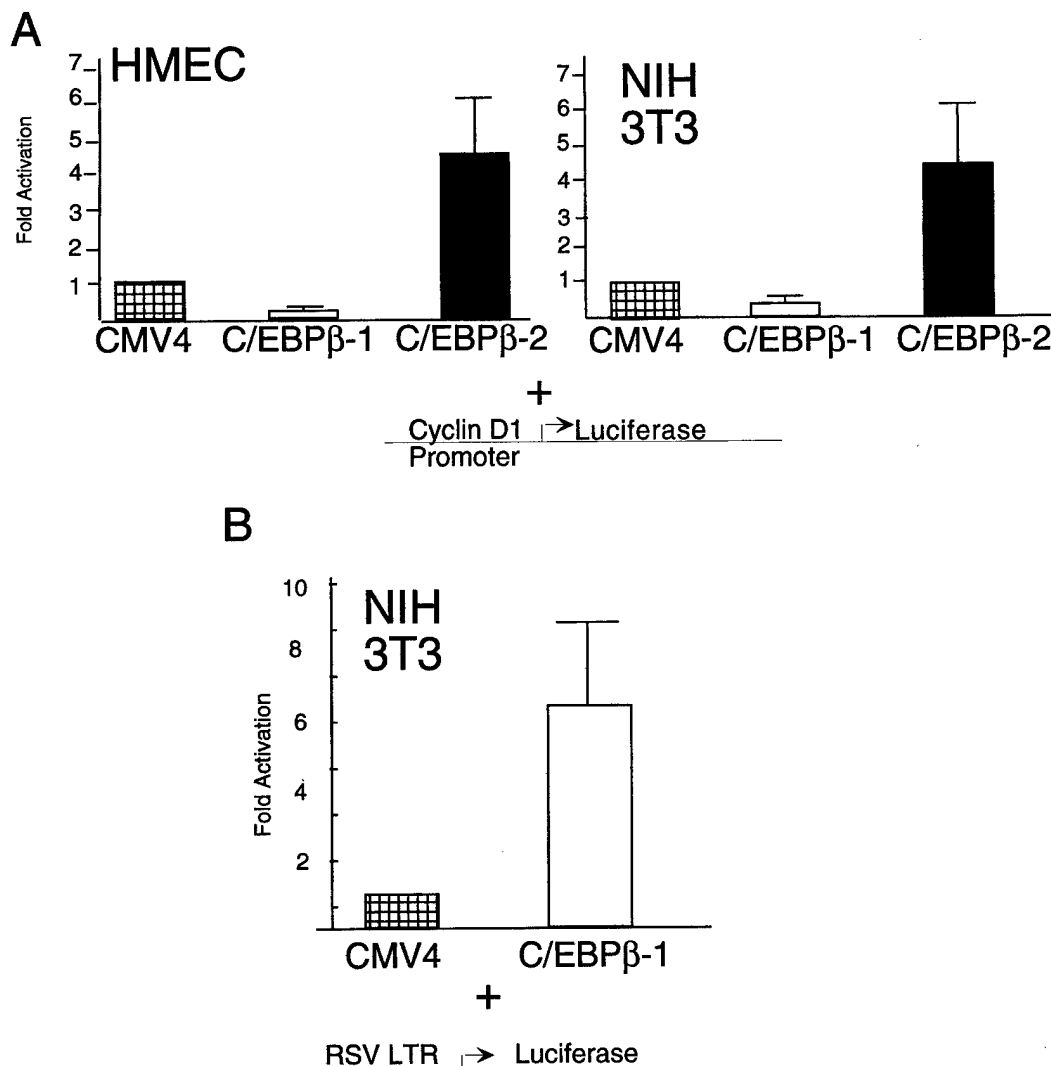 A
HMEC
Fold Activation
7
6
5
4
3
2
1
CMV4 C/EBPβ-1 C/EBPβ-2
NIH
3T3
7
6
5
4
3
2
1
CMV4 C/EBPβ-1 C/EBPβ-2
+
Cyclin D1 → Luciferase
Promoter
B
NIH
3T3
Fold Activation
10
8
6
4
2
CMV4 C/EBPβ-1
+
RSV LTR → Luciferase